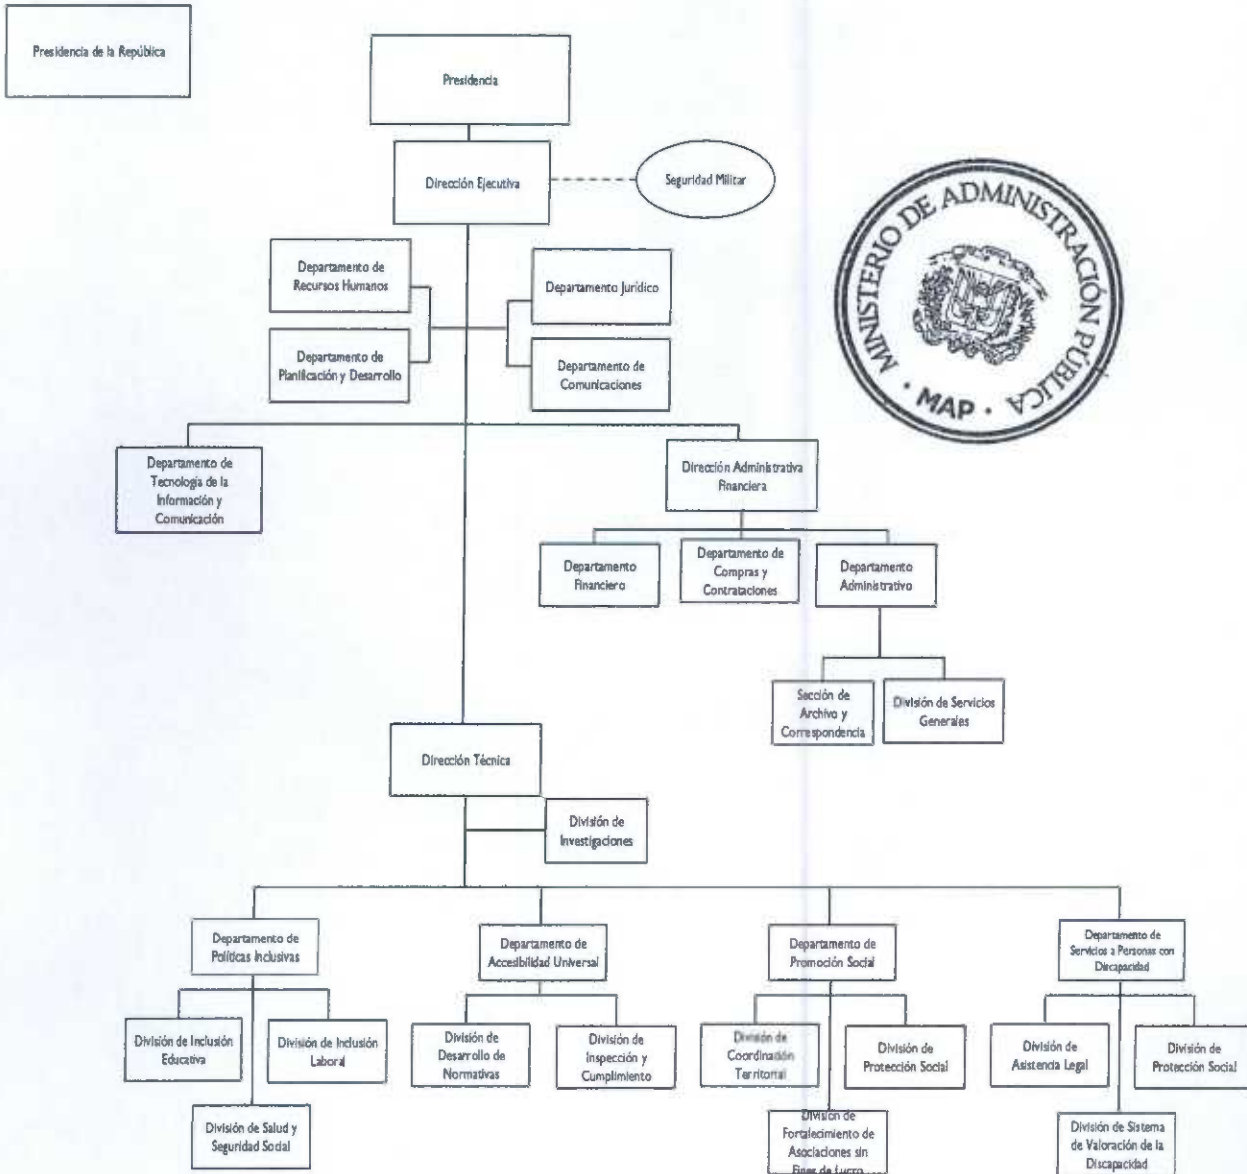 Presidencia de la República
Presidencia
Dirección Ejecutiva
Seguridad Militar
MINISTERIO DE ADMINISTRACIÓN PÚBLICA
· MAP ·
Departamento de
Recursos Humanos
Departamento Jurídico
Departamento de
Planificación y Desarrollo
Departamento de
Comunicaciones
Departamento de
Tecnología de la
Información y
Comunicación
Dirección Administrativa
Financiera
Departamento
Financiero
Departamento de
Compras y
Contrataciones
Departamento
Administrativo
Sección de
Archivo y
Correspondencia
División de Servicios
Generales
Dirección Técnica
División de
Investigaciones
Departamento de
Políticas Inclusivas
Departamento de
Accesibilidad Universal
Departamento de
Promoción Social
Departamento de
Servicios a Personas con
Discapacidad
División de Inclusión
Educativa
División de Inclusión
Laboral
División de
Desarrollo de
Normativas
División de
Inspección y
Cumplimiento
División de
Coordinación
Territorial
División de
Protección Social
División de
Asistencia Legal
División de
Protección Social
División de Salud y
Seguridad Social
División de
Fortalecimiento de
Asociaciones sin
Fines de Lucro
División de Sistema
de Valoración de la
Discapacidad